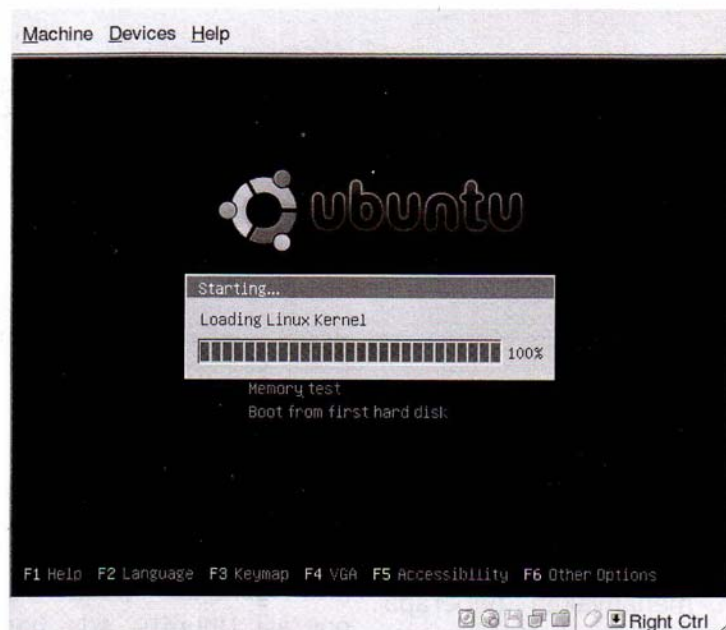 Machine Devices Help
ubuntu
Starting...
Loading Linux Kernel
100%
Memory test
Boot from first hard disk
F1 Help F2 Language F3 Keymap F4 VGA F5 Accessibility F6 Other Options
Right Ctrl